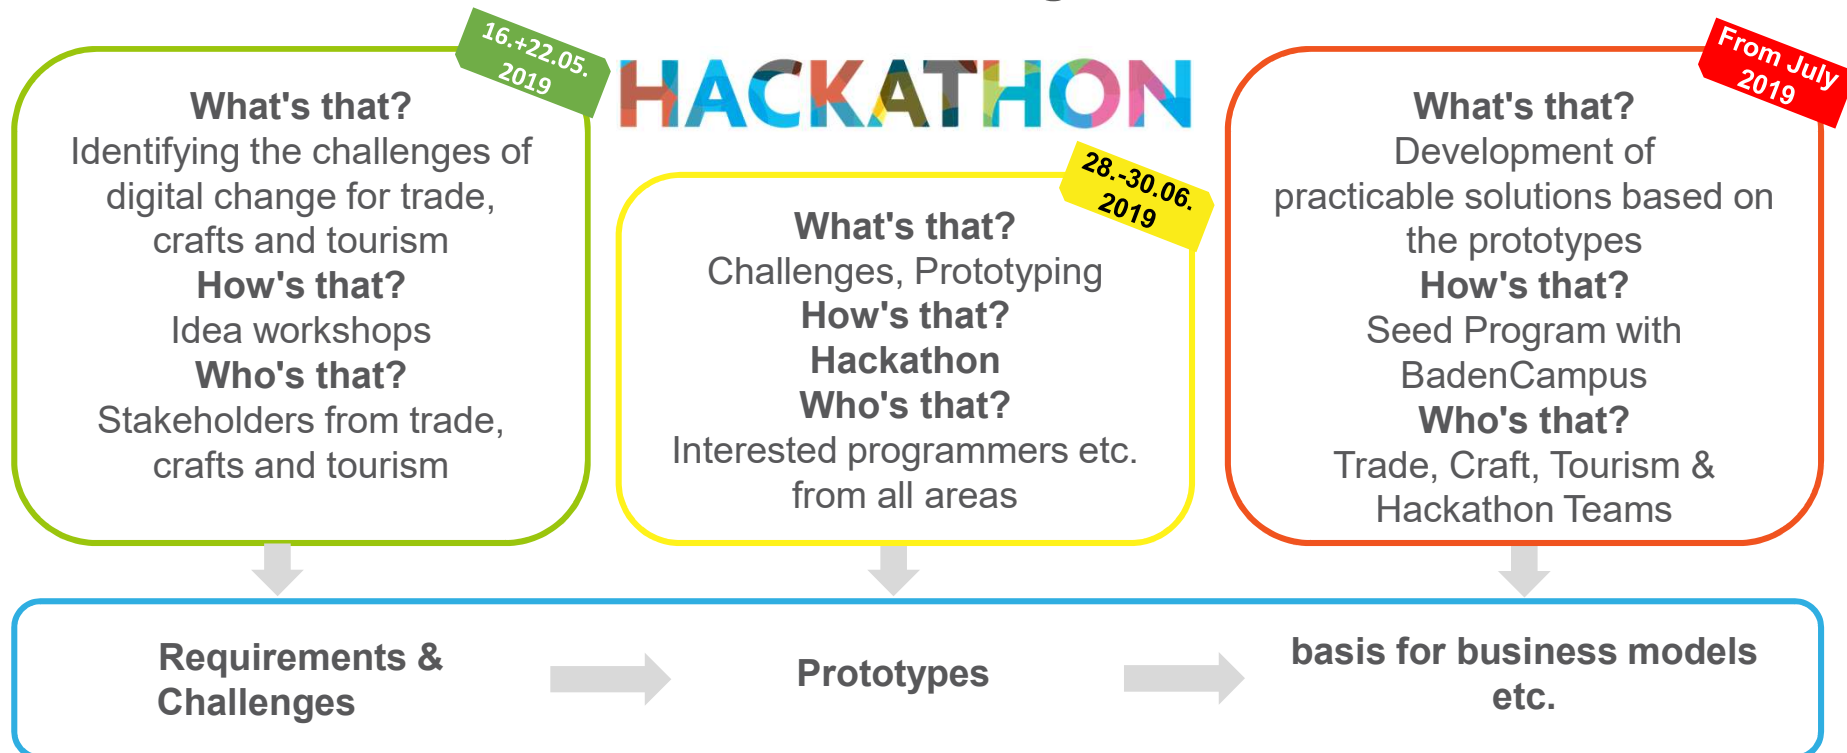 16.+22.05.
2019
What's that?
Identifying the challenges of
digital change for trade,
crafts and tourism
How's that?
Idea workshops
Who's that?
Stakeholders from trade,
crafts and tourism
HACKATHON
28.-30.06.
2019
What's that?
Challenges, Prototyping
How's that?
Hackathon
Who's that?
Interested programmers etc.
from all areas
From July
2019
What's that?
Development of
practicable solutions based on
the prototypes
How's that?
Seed Program with
BadenCampus
Who's that?
Trade, Craft, Tourism &
Hackathon Teams
Requirements &
Challenges
Prototypes
basis for business models
etc.